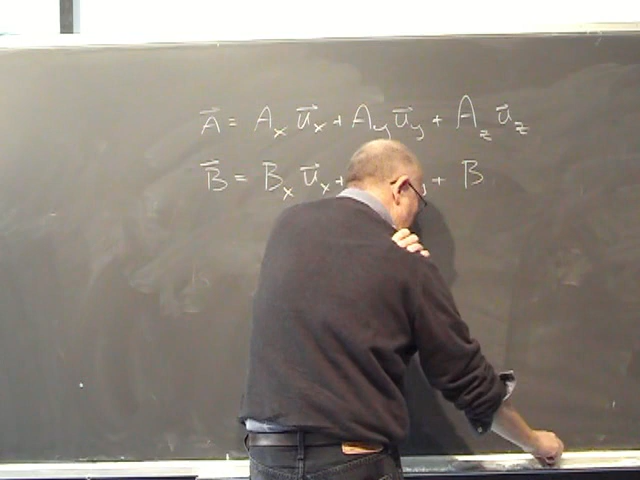 A⃗ = Aₓ u⃗ₓ + A_y u⃗_y + A_z u⃗_z
B⃗ = Bₓ u⃗ₓ + + B